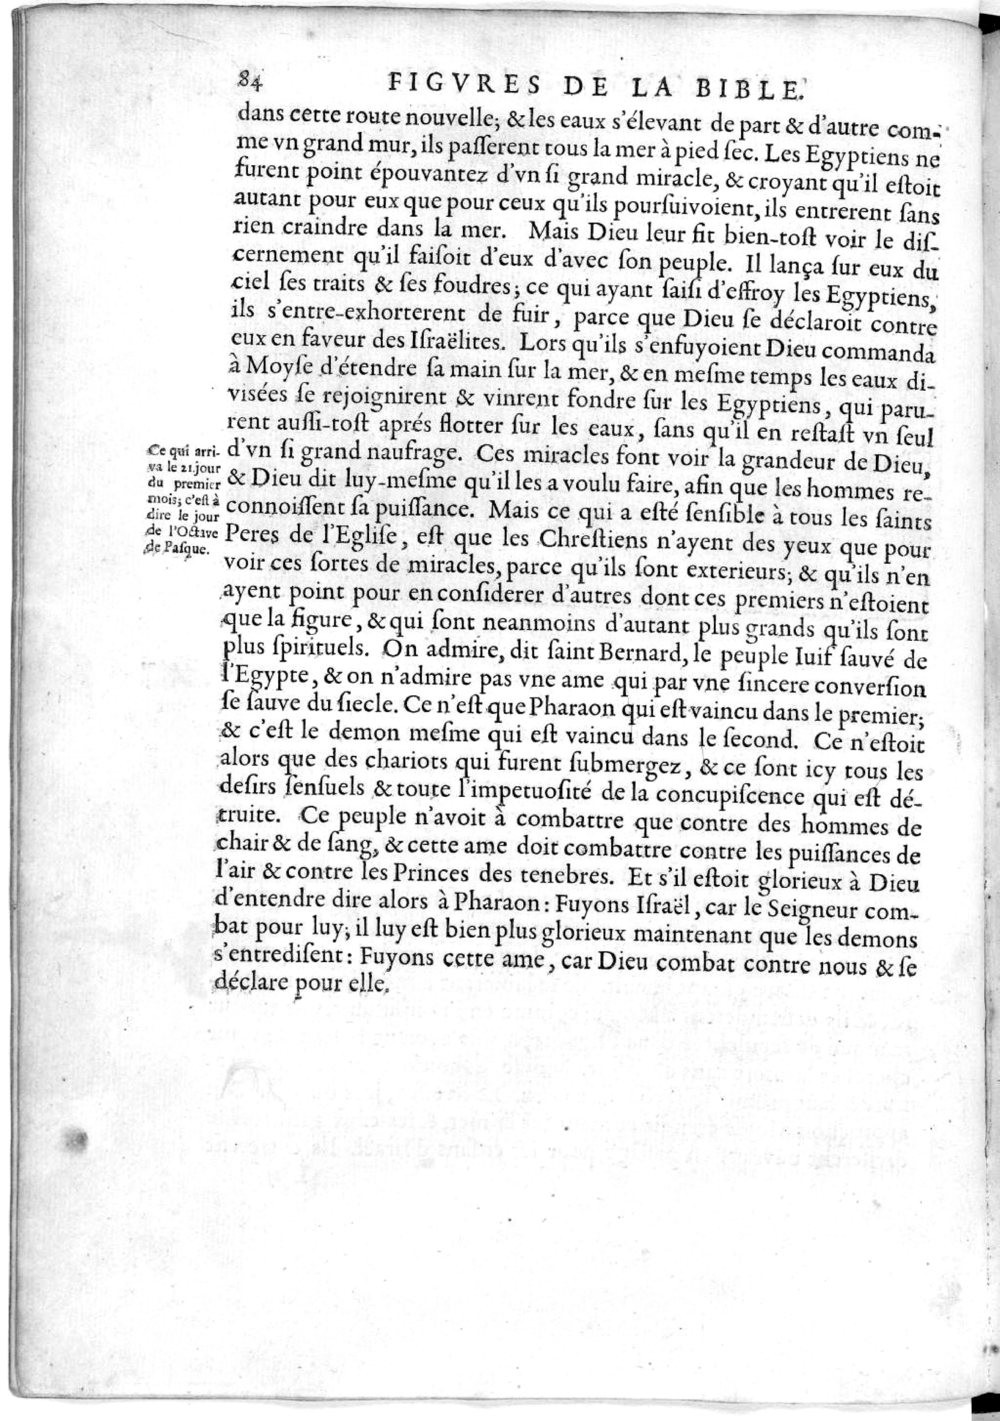 84 FIGVRES DE LA BIBLE.
dans cette route nouvelle; & les eaux s'élevant de part & d'autre com-
me vn grand mur, ils paſſerent tous la mer à pied ſec. Les Egyptiens ne
furent point épouvantez d'vn ſi grand miracle, & croyant qu'il eſtoit
autant pour eux que pour ceux qu'ils pourſuivoient, ils entrerent ſans
rien craindre dans la mer. Mais Dieu leur fit bien-toſt voir le diſ-
cernement qu'il faiſoit d'eux d'avec ſon peuple. Il lança ſur eux du
ciel ſes traits & ſes foudres; ce qui ayant ſaiſi d'effroy les Egyptiens,
ils s'entre-exhorterent de fuir, parce que Dieu ſe déclaroit contre
eux en faveur des Iſraëlites. Lors qu'ils s'enfuyoient Dieu commanda
à Moyſe d'étendre ſa main ſur la mer, & en meſme temps les eaux di-
visées ſe rejoignirent & vinrent fondre ſur les Egyptiens, qui paru-
rent auſſi-toſt aprés flotter ſur les eaux, ſans qu'il en reſtaſt vn ſeul
d'vn ſi grand naufrage. Ces miracles font voir la grandeur de Dieu,
& Dieu dit luy-meſme qu'il les a voulu faire, afin que les hommes re-
connoiſſent ſa puiſſance. Mais ce qui a eſté ſenſible à tous les ſaints
Peres de l'Egliſe, eſt que les Chreſtiens n'ayent des yeux que pour
voir ces ſortes de miracles, parce qu'ils ſont exterieurs; & qu'ils n'en
ayent point pour en conſiderer d'autres dont ces premiers n'eſtoient
que la figure, & qui ſont neanmoins d'autant plus grands qu'ils ſont
plus ſpirituels. On admire, dit ſaint Bernard, le peuple Iuif ſauvé de
l'Egypte, & on n'admire pas vne ame qui par vne ſincere converſion
ſe ſauve du ſiecle. Ce n'eſt que Pharaon qui eſt vaincu dans le premier;
& c'eſt le demon meſme qui eſt vaincu dans le ſecond. Ce n'eſtoit
alors que des chariots qui furent ſubmergez, & ce ſont icy tous les
deſirs ſenſuels & toute l'impetuoſité de la concupiſcence qui eſt dé-
truite. Ce peuple n'avoit à combattre que contre des hommes de
chair & de ſang, & cette ame doit combattre contre les puiſſances de
l'air & contre les Princes des tenebres. Et s'il eſtoit glorieux à Dieu
d'entendre dire alors à Pharaon: Fuyons Iſraël, car le Seigneur com-
bat pour luy; il luy eſt bien plus glorieux maintenant que les demons
s'entrediſent: Fuyons cette ame, car Dieu combat contre nous & ſe
déclare pour elle.
Ce qui arri-
va le 21. jour
du premier
mois; c'eſt à
dire le jour
de l'Octave
de Paſque.